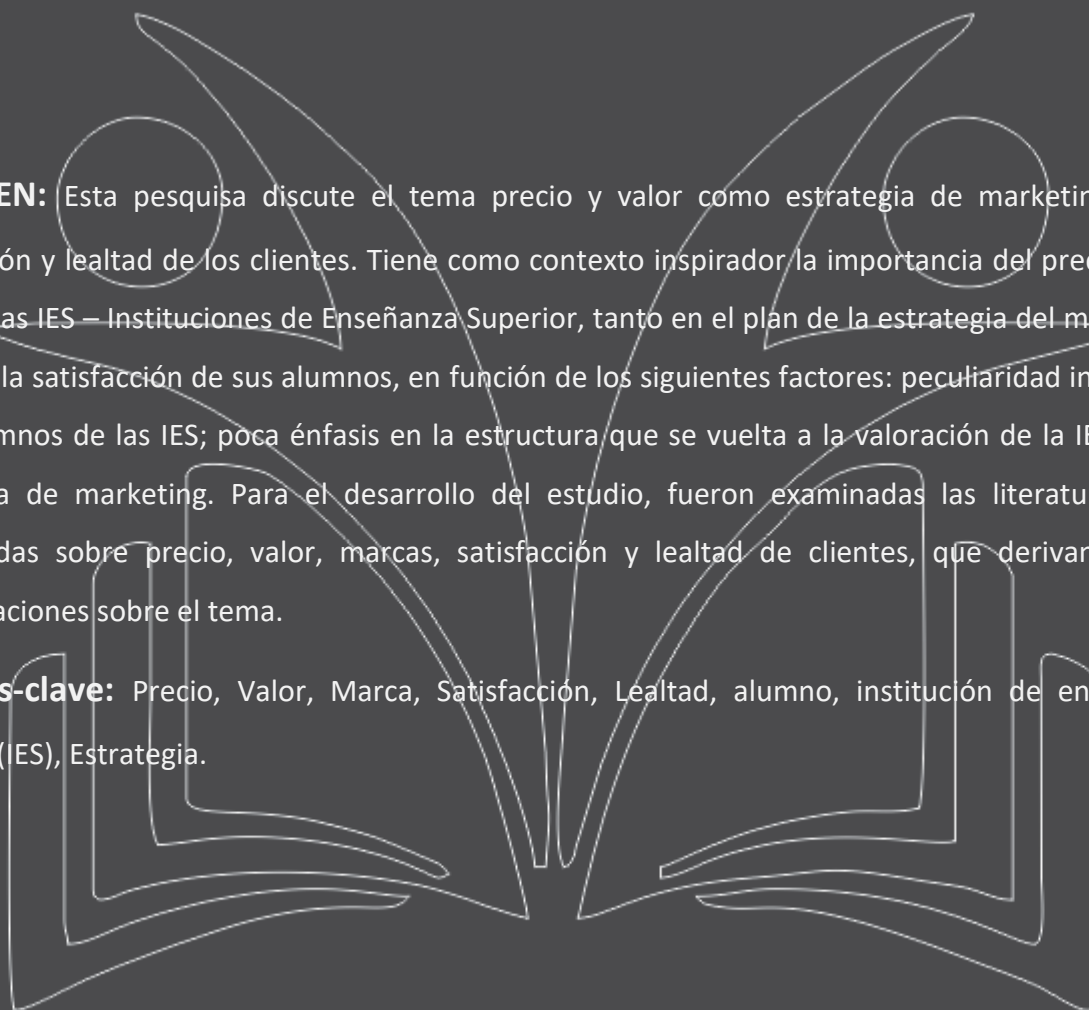 EN: Esta pesquisa discute el tema precio y valor como estrategia de marketin
ón y lealtad de los clientes. Tiene como contexto inspirador la importancia del prec
as IES – Instituciones de Enseñanza Superior, tanto en el plan de la estrategia del m
la satisfacción de sus alumnos, en función de los siguientes factores: peculiaridad in
mnos de las IES; poca énfasis en la estructura que se vuelta a la valoración de la IE
a de marketing. Para el desarrollo del estudio, fueron examinadas las literatu
das sobre precio, valor, marcas, satisfacción y lealtad de clientes, que derivar
aciones sobre el tema.
s-clave: Precio, Valor, Marca, Satisfacción, Lealtad, alumno, institución de en
(IES), Estrategia.